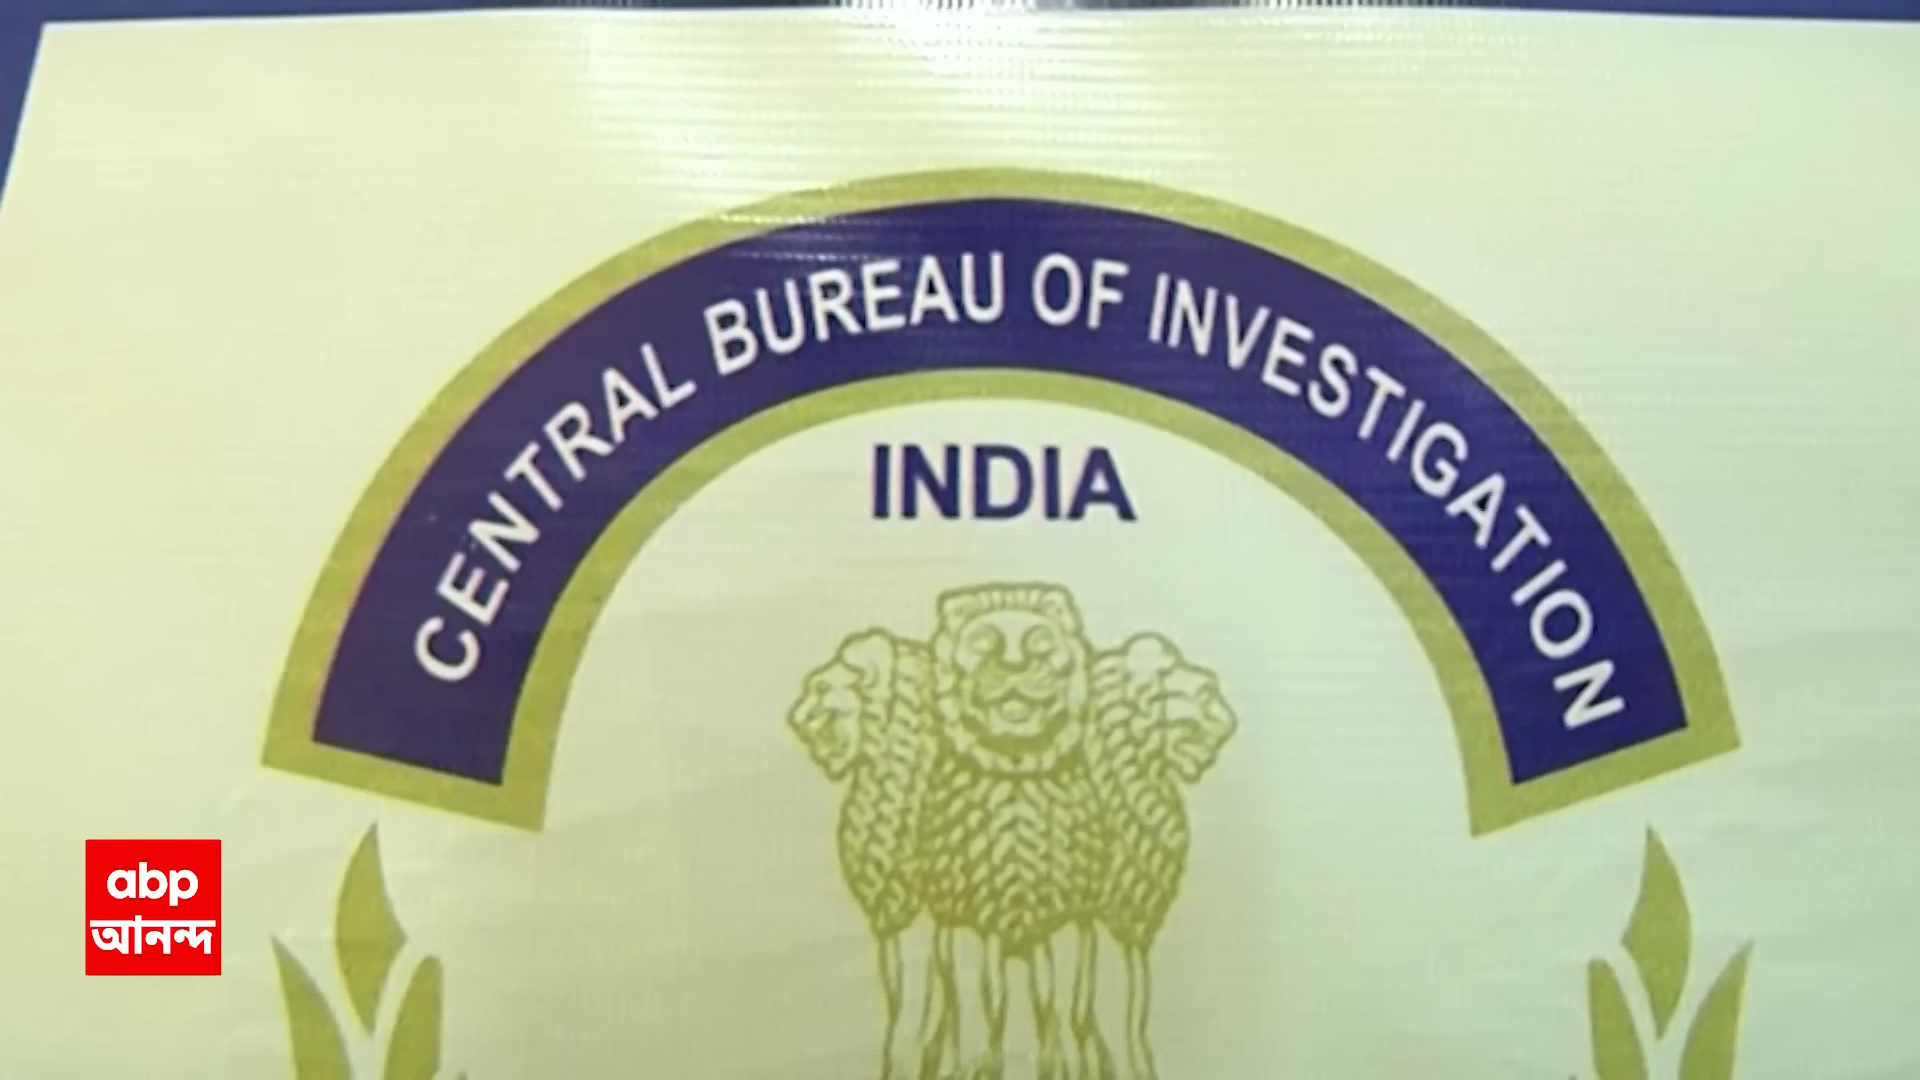 CENTRAL BUREAU OF INVESTIGATION
INDIA
abp
আনন্দ